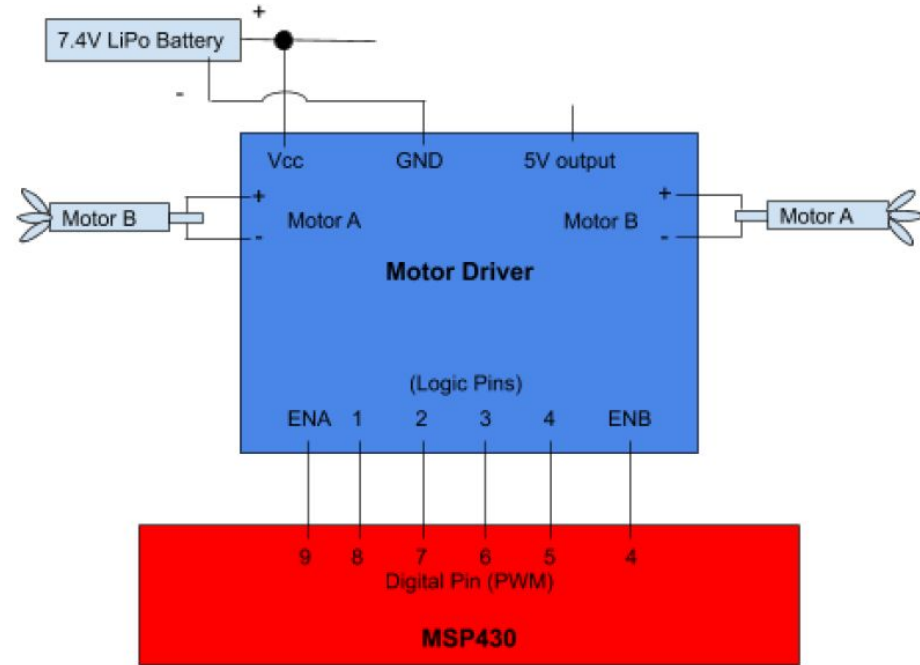 +
7.4V LiPo Battery
-
Vcc GND 5V output
+ +
Motor B Motor A Motor B Motor A
- -
Motor Driver
(Logic Pins)
ENA 1 2 3 4 ENB
9 8 7 6 5 4
Digital Pin (PWM)
MSP430